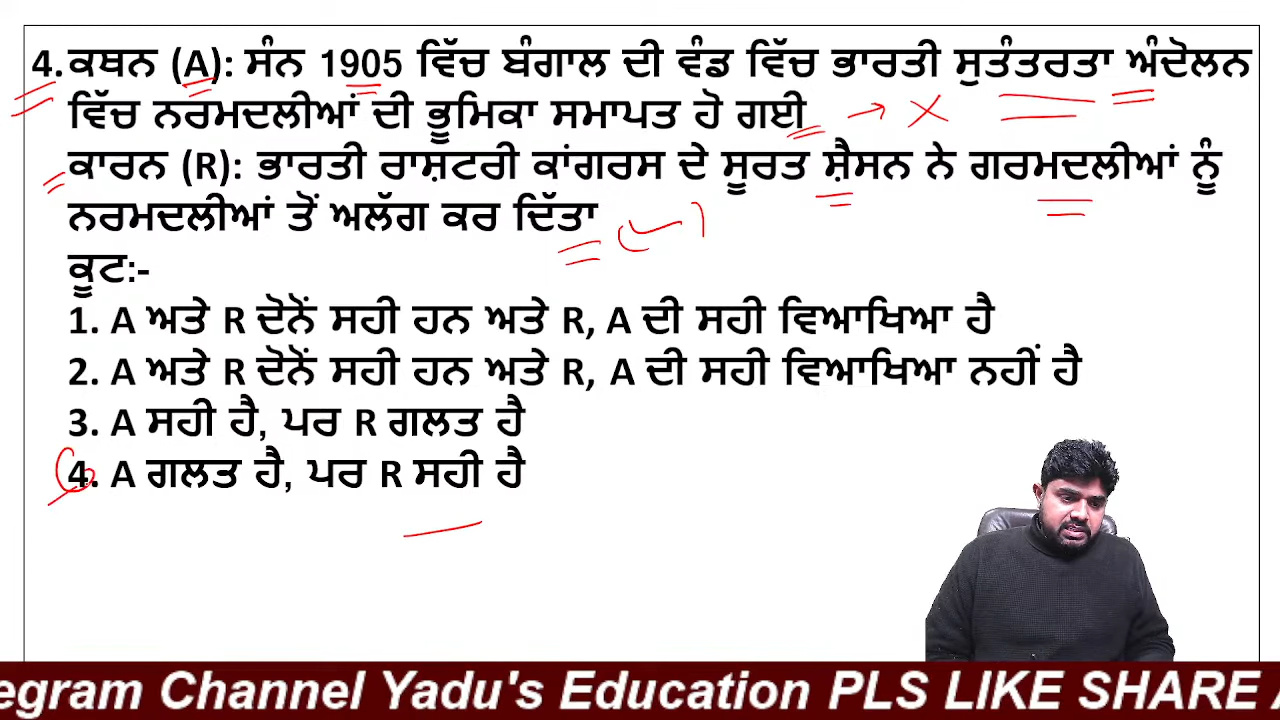 4. ਕਥਨ (A): ਸੰਨ 1905 ਵਿੱਚ ਬੰਗਾਲ ਦੀ ਵੰਡ ਵਿੱਚ ਭਾਰਤੀ ਸੁਤੰਤਰਤਾ ਅੰਦੋਲਨ
ਵਿੱਚ ਨਰਮਦਲੀਆਂ ਦੀ ਭੂਮਿਕਾ ਸਮਾਪਤ ਹੋ ਗਈ
ਕਾਰਨ (R): ਭਾਰਤੀ ਰਾਸ਼ਟਰੀ ਕਾਂਗਰਸ ਦੇ ਸੂਰਤ ਸ਼ੈਸਨ ਨੇ ਗਰਮਦਲੀਆਂ ਨੂੰ
ਨਰਮਦਲੀਆਂ ਤੋਂ ਅਲੱਗ ਕਰ ਦਿੱਤਾ
ਕੂਟ:-
1. A ਅਤੇ R ਦੋਨੋਂ ਸਹੀ ਹਨ ਅਤੇ R, A ਦੀ ਸਹੀ ਵਿਆਖਿਆ ਹੈ
2. A ਅਤੇ R ਦੋਨੋਂ ਸਹੀ ਹਨ ਅਤੇ R, A ਦੀ ਸਹੀ ਵਿਆਖਿਆ ਨਹੀਂ ਹੈ
3. A ਸਹੀ ਹੈ, ਪਰ R ਗਲਤ ਹੈ
4. A ਗਲਤ ਹੈ, ਪਰ R ਸਹੀ ਹੈ
egram Channel Yadu's Education PLS LIKE SHARE A